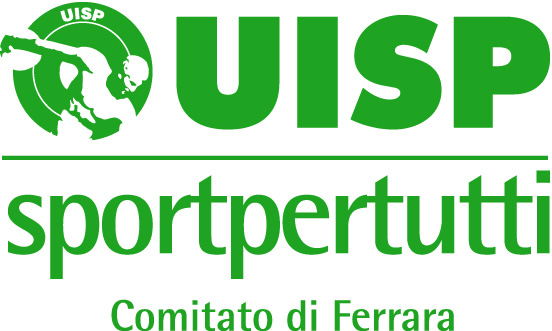 UISP
UISP
sportpertutti
Comitato di Ferrara